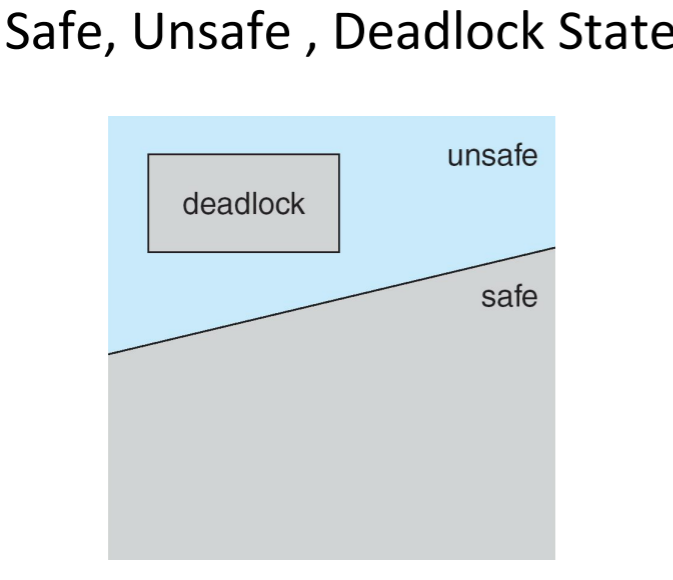 Safe, Unsafe , Deadlock State
unsafe
deadlock
safe